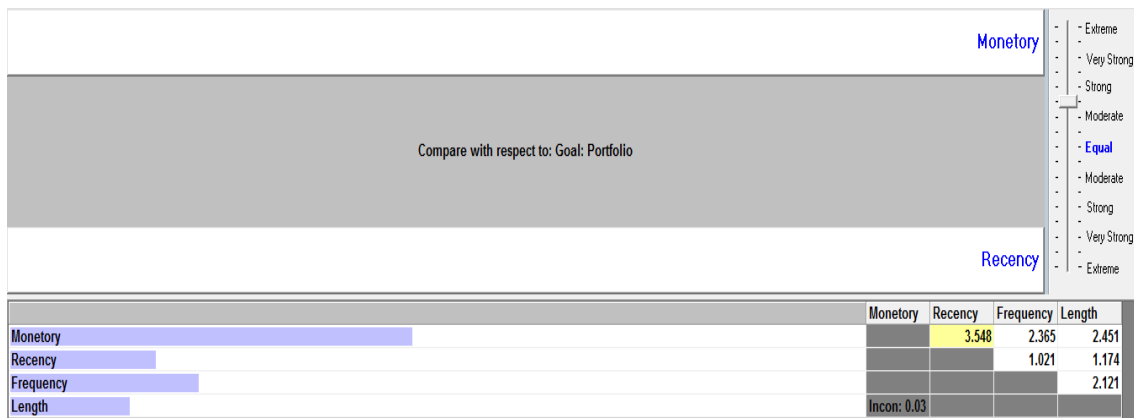 Monetory
Compare with respect to: Goal: Portfolio
Recency
- Extreme
- Very Strong
- Strong
- Moderate
- Equal
- Moderate
- Strong
- Very Strong
- Extreme
Monetory Recency Frequency Length
Monetory 3.548 2.365 2.451
Recency 1.021 1.174
Frequency 2.121
Length Incon: 0.03